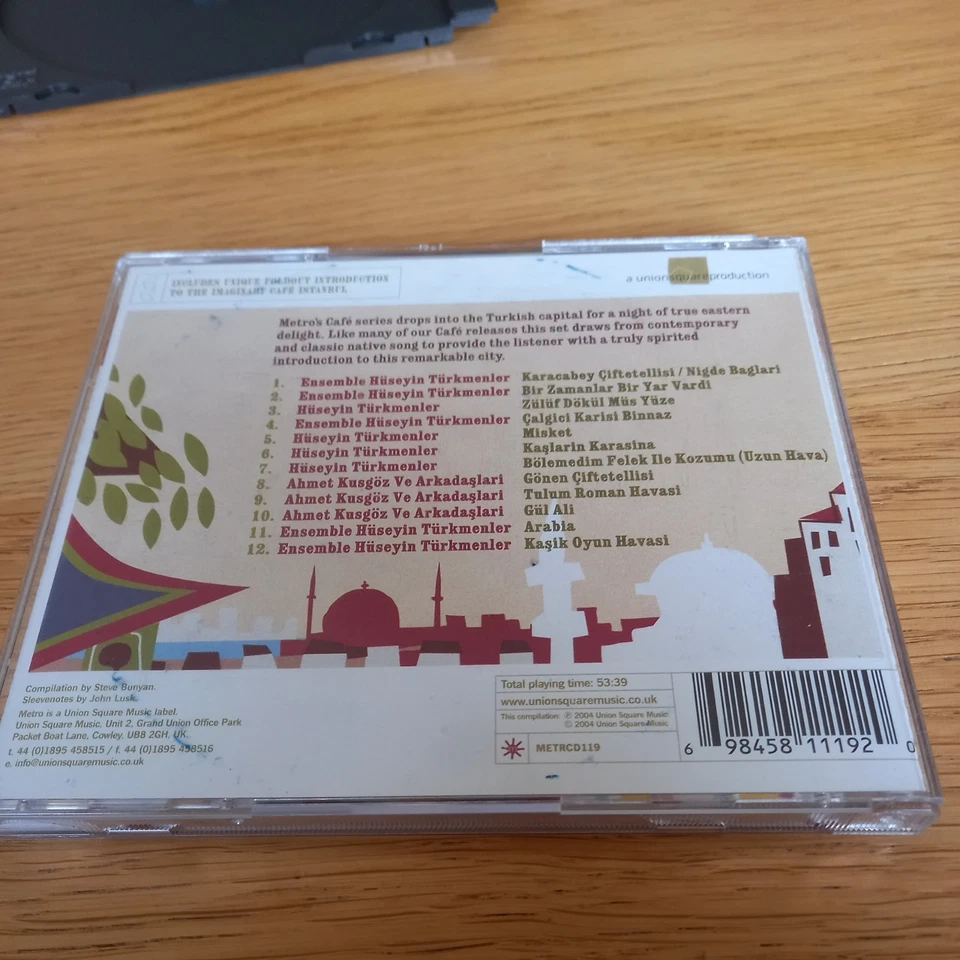 INCLUDES UNIQUE FOLDOUT INTRODUCTION
TO THE IMAGINARY CAFE ISTANBUL
a unionsquareproduction
Metro's Café series drops into the Turkish capital for a night of true eastern
delight. Like many of our Café releases this set draws from contemporary
and classic native song to provide the listener with a truly spirited
introduction to this remarkable city.
1. Ensemble Hüseyin Türkmenler Karacabey Çiftetellisi / Nigde Baglari
2. Ensemble Hüseyin Türkmenler Bir Zamanlar Bir Yar Vardi
3. Hüseyin Türkmenler Zülüf Dökül Müs Yüze
4. Ensemble Hüseyin Türkmenler Çalgici Karisi Binnaz
5. Hüseyin Türkmenler Misket
6. Hüseyin Türkmenler Kaşlarin Karasina
7. Hüseyin Türkmenler Bölemedim Felek Ile Kozumu (Uzun Hava)
8. Ahmet Kusgöz Ve Arkadaşlari Gönen Çiftetellisi
9. Ahmet Kusgöz Ve Arkadaşlari Tulum Roman Havasi
10. Ahmet Kusgöz Ve Arkadaşlari Gül Ali
11. Ensemble Hüseyin Türkmenler Arabia
12. Ensemble Hüseyin Türkmenler Kaşik Oyun Havasi
Compilation by Steve Bunyan.
Sleevenotes by John Lusk.
Metro is a Union Square Music label.
Union Square Music, Unit 2, Grand Union Office Park
Packet Boat Lane, Cowley, UB8 2GH, UK.
t. 44 (0)1895 458515 / f. 44 (0)1895 458516
e. info@unionsquaremusic.co.uk
Total playing time: 53:39
www.unionsquaremusic.co.uk
This compilation: ℗ 2004 Union Square Music
© 2004 Union Square Music
METRCD119
6 98458 11192 0